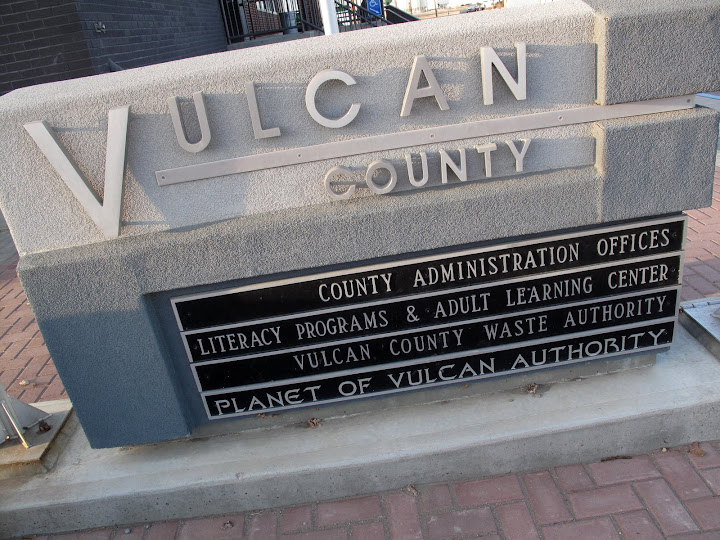 VULCAN
COUNTY
COUNTY ADMINISTRATION OFFICES
LITERACY PROGRAMS & ADULT LEARNING CENTER
VULCAN COUNTY WASTE AUTHORITY
PLANET OF VULCAN AUTHORITY